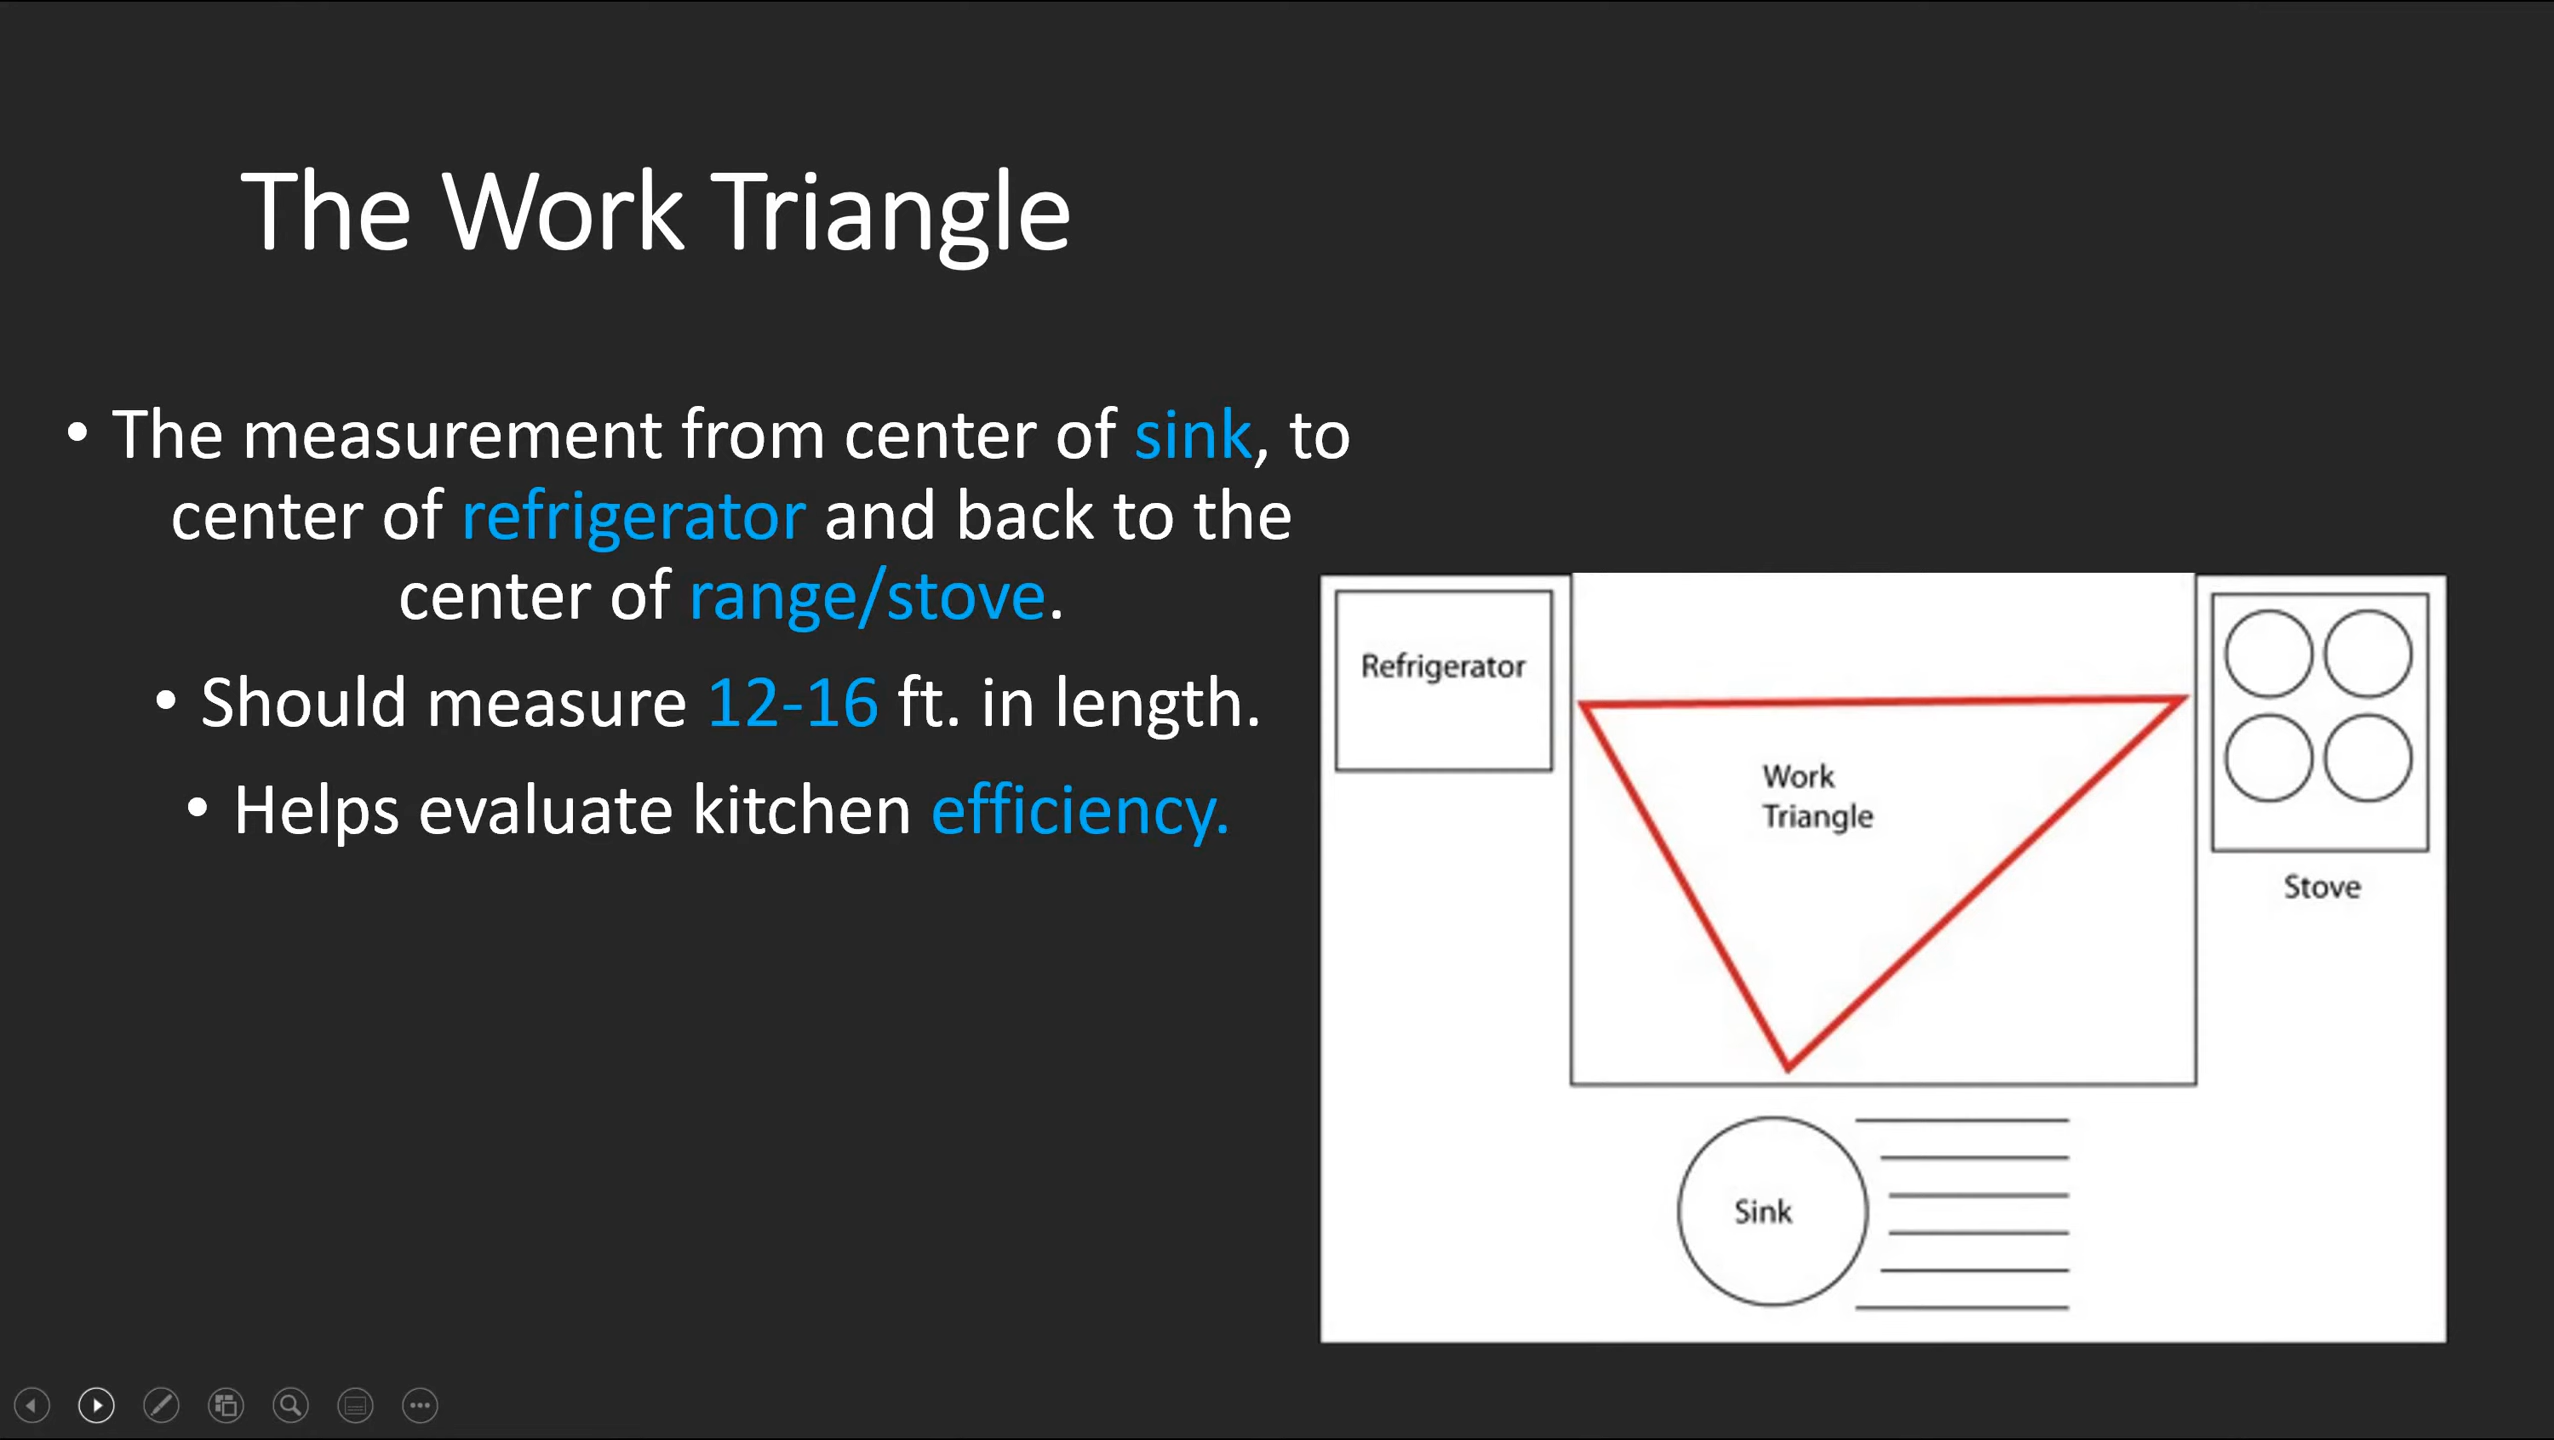 The Work Triangle
• The measurement from center of sink, to
center of refrigerator and back to the
center of range/stove.
• Should measure 12-16 ft. in length.
• Helps evaluate kitchen efficiency.
Refrigerator
Work
Triangle
Stove
Sink